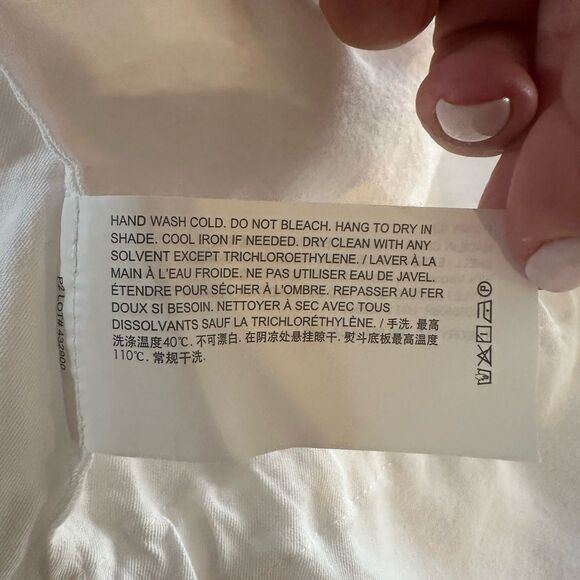 HAND WASH COLD. DO NOT BLEACH. HANG TO DRY IN
SHADE. COOL IRON IF NEEDED. DRY CLEAN WITH ANY
SOLVENT EXCEPT TRICHLOROETHYLENE. / LAVER À LA
MAIN À L'EAU FROIDE. NE PAS UTILISER EAU DE JAVEL.
ÉTENDRE POUR SÉCHER À L'OMBRE. REPASSER AU FER
DOUX SI BESOIN. NETTOYER À SEC AVEC TOUS
DISSOLVANTS SAUF LA TRICHLORÉTHYLÈNE. / 手洗. 最高
洗涤温度40℃. 不可漂白. 在阴凉处悬挂晾干. 熨斗底板最高温度
110℃. 常规干洗.
P2 LOT# 432900
P